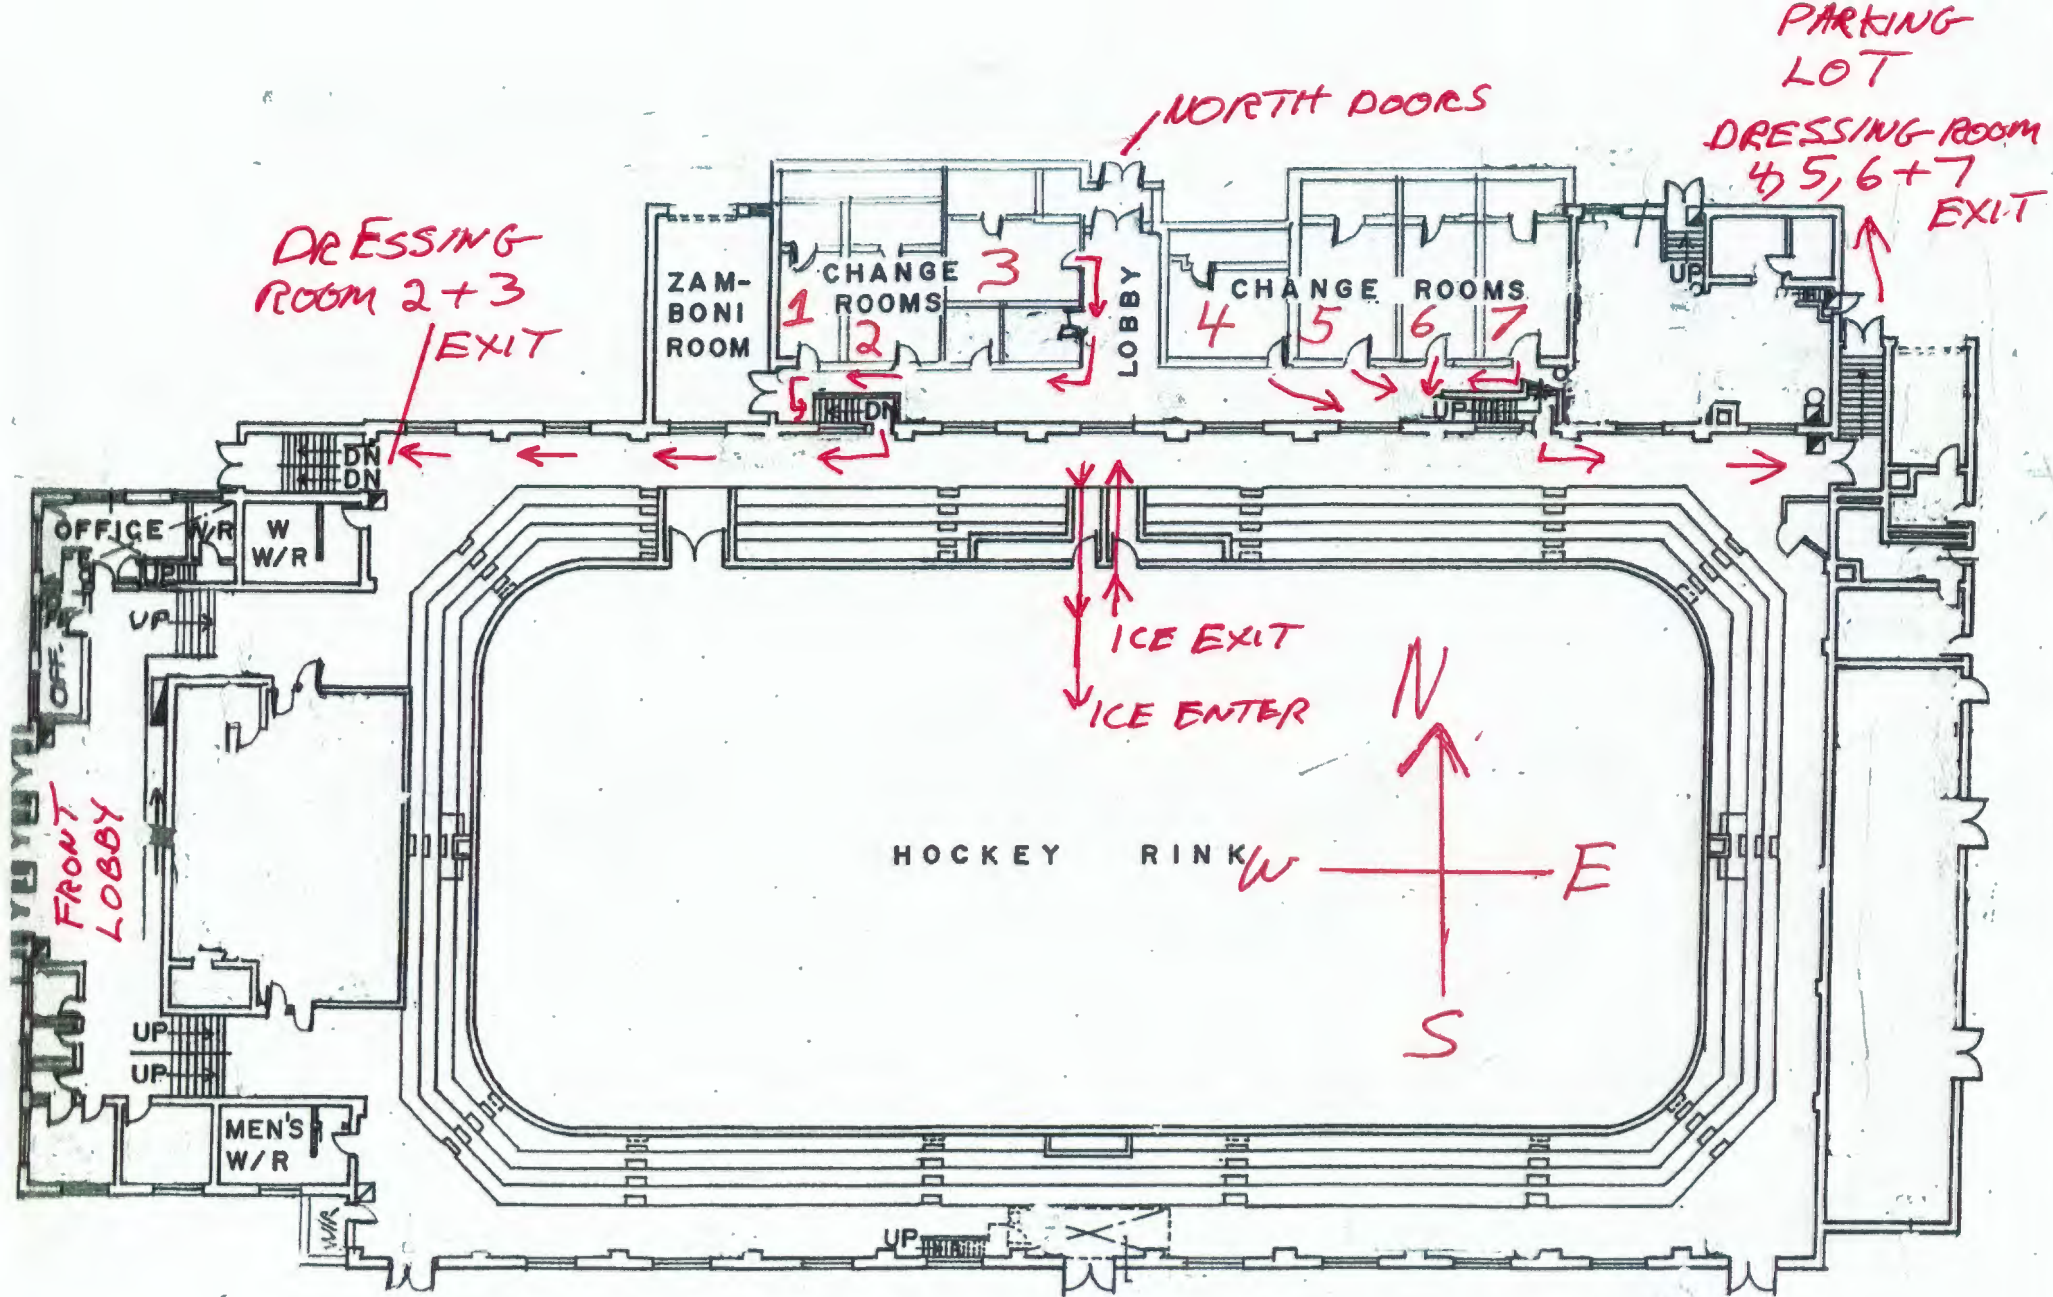 PARKING
LOT
NORTH DOORS
DRESSING ROOM
4,5,6+7
EXIT
DRESSING
ROOM 2+3
EXIT
ZAM-
BONI
ROOM
CHANGE
ROOMS
1
2
3
LOBBY
CHANGE ROOMS
4
5
6
7
UP
DN
UP
DN
DN
OFFICE
W/R
W
W/R
UP
UP
OFF.
ICE EXIT
ICE ENTER
N
W
E
S
HOCKEY RINK
FRONT
LOBBY
UP
UP
MEN'S
W/R
W/R
UP